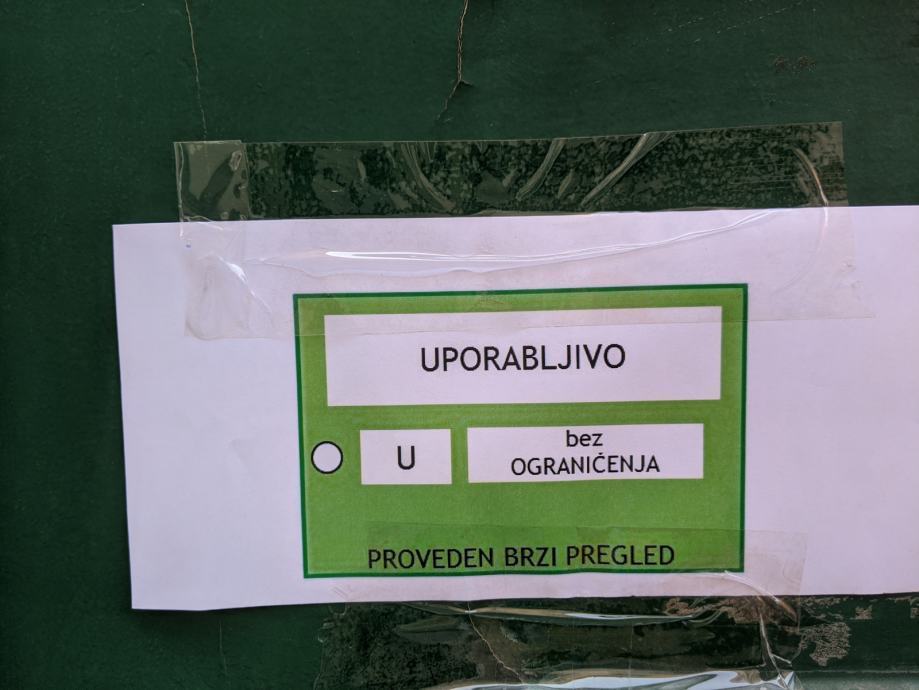 UPORABLJIVO
U
bez
OGRANIČENJA
PROVEDEN BRZI PREGLED